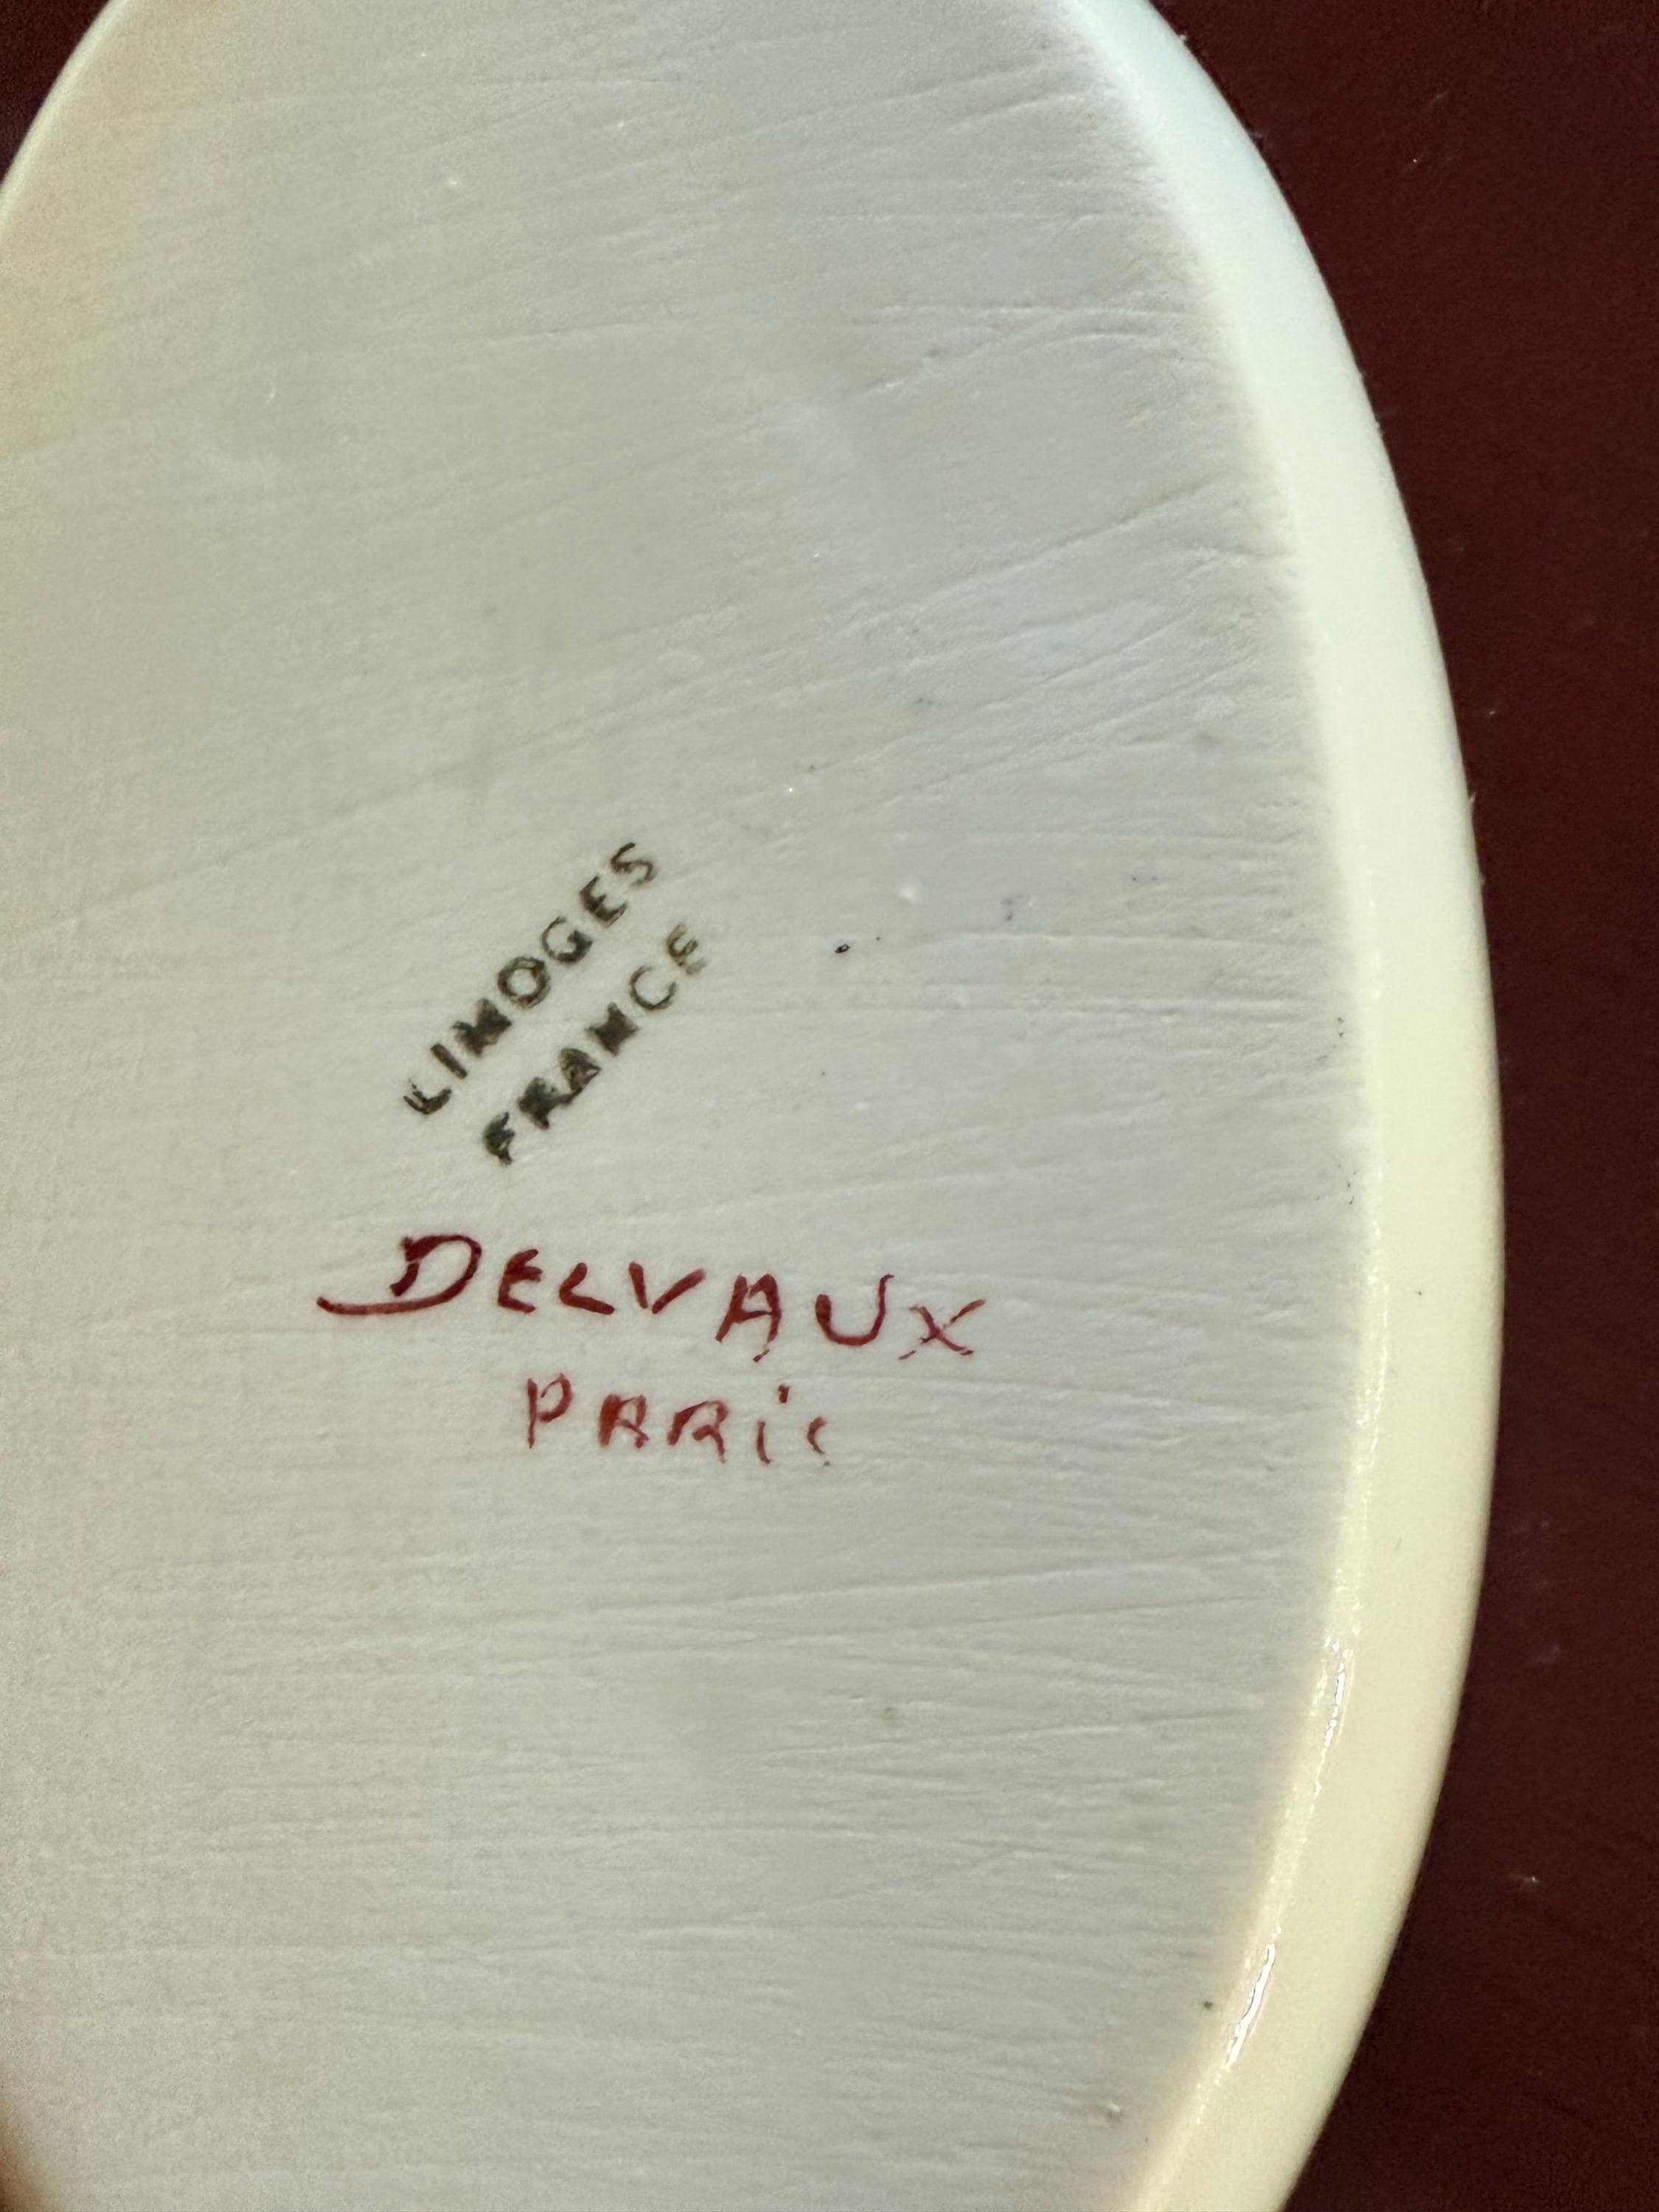 LIMOGES
FRANCE
DELVAUX
PARis